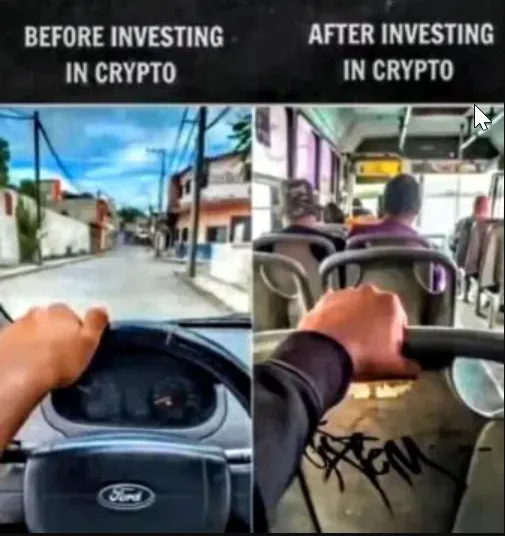 BEFORE INVESTING
IN CRYPTO
AFTER INVESTING
IN CRYPTO
Ford